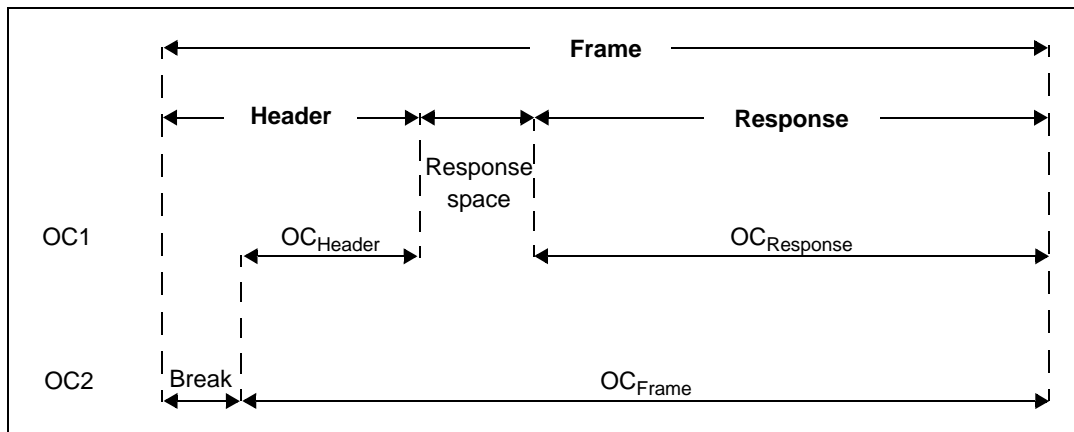 Frame
Header
Response
Response
space
OC1
OCHeader
OCResponse
OC2
Break
OCFrame